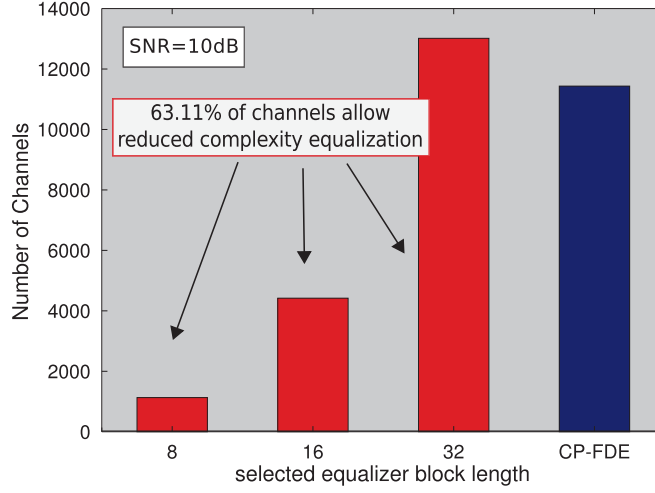 14000
12000
10000
8000
6000
4000
2000
0
Number of Channels
SNR=10dB
63.11% of channels allow
reduced complexity equalization
8 16 32 CP-FDE
selected equalizer block length